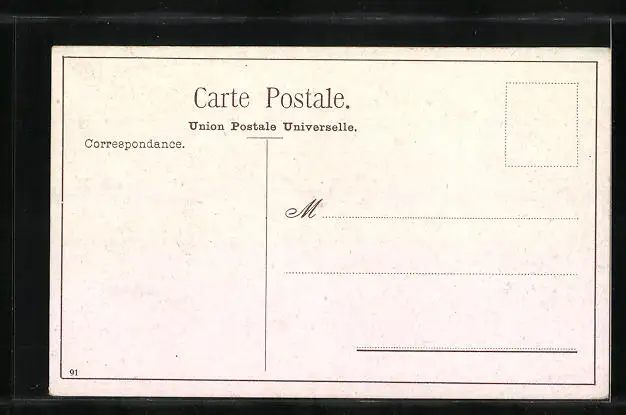 Carte Postale.
Union Postale Universelle.
Correspondance.
M
91